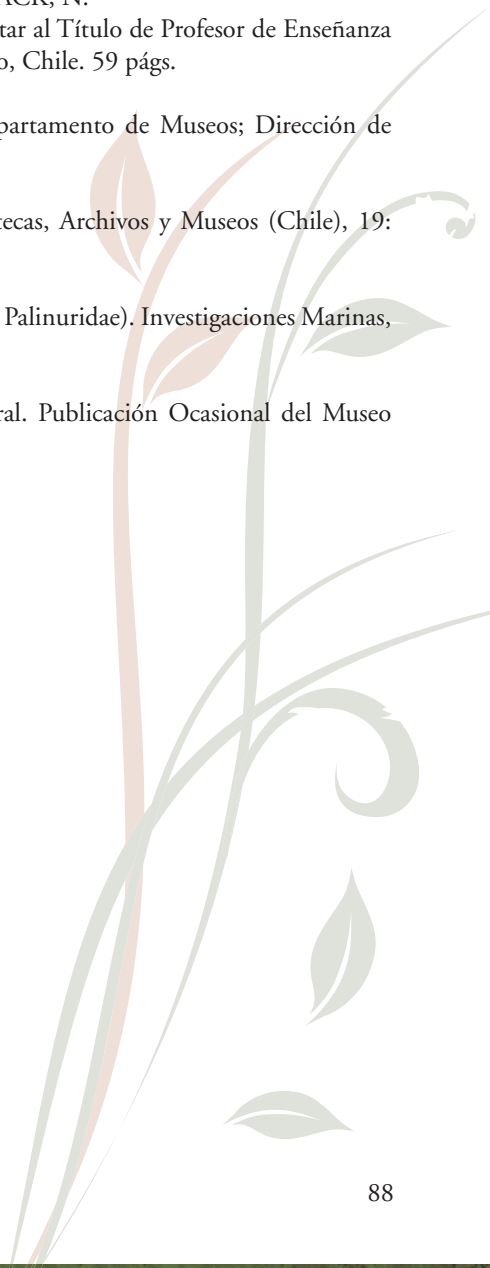 ACK, N.
tar al Título de Profesor de Enseñanza
o, Chile. 59 págs.
partamento de Museos; Dirección de
tecas, Archivos y Museos (Chile), 19:
Palinuridae). Investigaciones Marinas,
ral. Publicación Ocasional del Museo
88